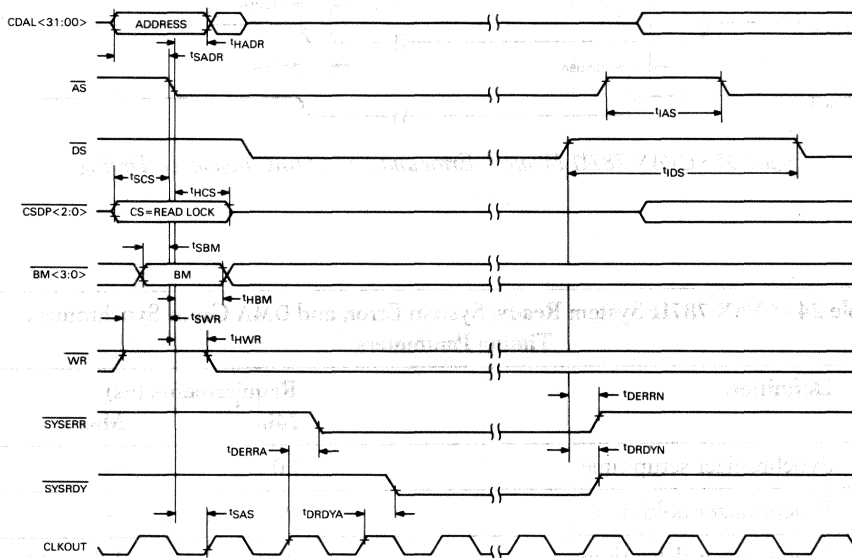 CDAL<31:00>
ADDRESS
tHADR
tSADR
AS
tIAS
DS
tSCS
tHCS
tIDS
CSDP<2:0>
CS=READ LOCK
tSBM
BM<3:0>
BM
tHBM
tSWR
tHWR
WR
tDERRN
SYSERR
tDERRA
tDRDYN
SYSRDY
tSAS
tDRDYA
CLKOUT